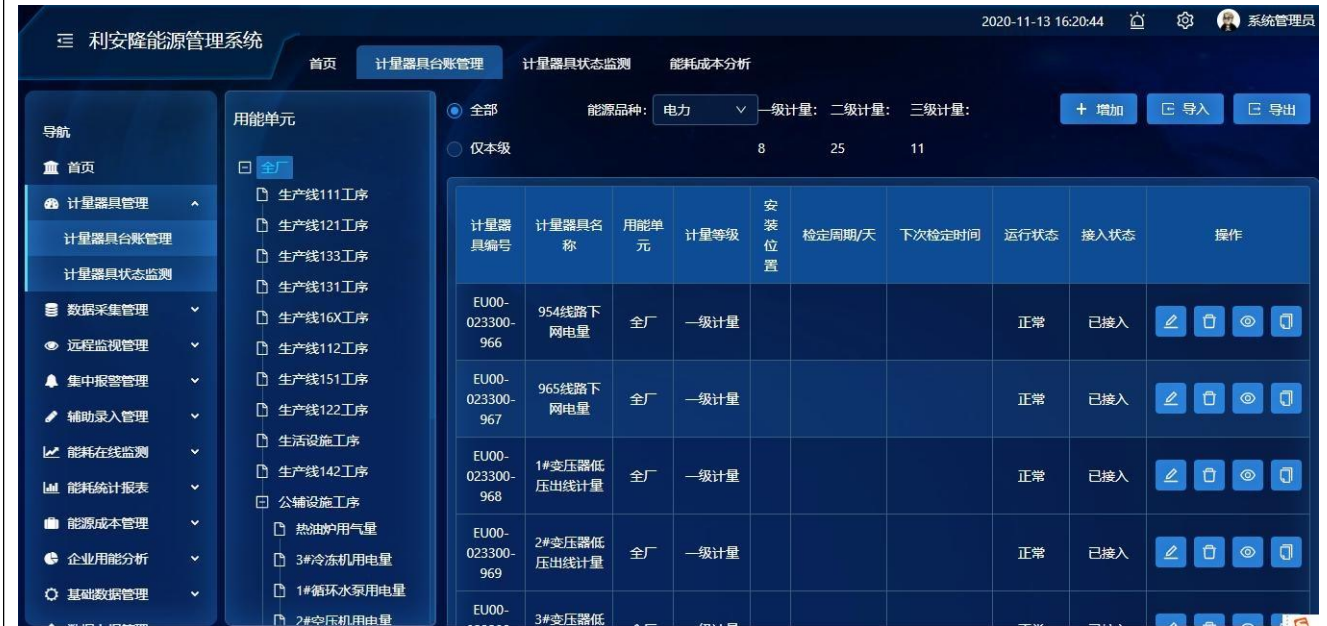 2020-11-13 16:20:44
系统管理员
利安隆能源管理系统
首页
计量器具台账管理
计量器具状态监测
能耗成本分析
导航
首页
计量器具管理
计量器具台账管理
计量器具状态监测
数据采集管理
远程监视管理
集中报警管理
辅助录入管理
能耗在线监测
能耗统计报表
能源成本管理
企业用能分析
基础数据管理
用能单元
全厂
生产线111工序
生产线121工序
生产线133工序
生产线131工序
生产线16X工序
生产线112工序
生产线151工序
生产线122工序
生活设施工序
生产线142工序
公辅设施工序
热油炉用气量
3#冷冻机用电量
1#循环水泵用电量
2#空压机用电量
全部
仅本级
能源品种：
电力
一级计量：
二级计量：
三级计量：
8
25
11
增加
导入
导出
计量器
具编号
计量器具名
称
用能单
元
计量等级
安
装
位
置
检定周期/天
下次检定时间
运行状态
接入状态
操作
EU00-
023300-
966
954线路下
网电量
全厂
一级计量
正常
已接入
EU00-
023300-
967
965线路下
网电量
全厂
一级计量
正常
已接入
EU00-
023300-
968
1#变压器低
压出线计量
全厂
一级计量
正常
已接入
EU00-
023300-
969
2#变压器低
压出线计量
全厂
一级计量
正常
已接入
EU00-
3#变压器低